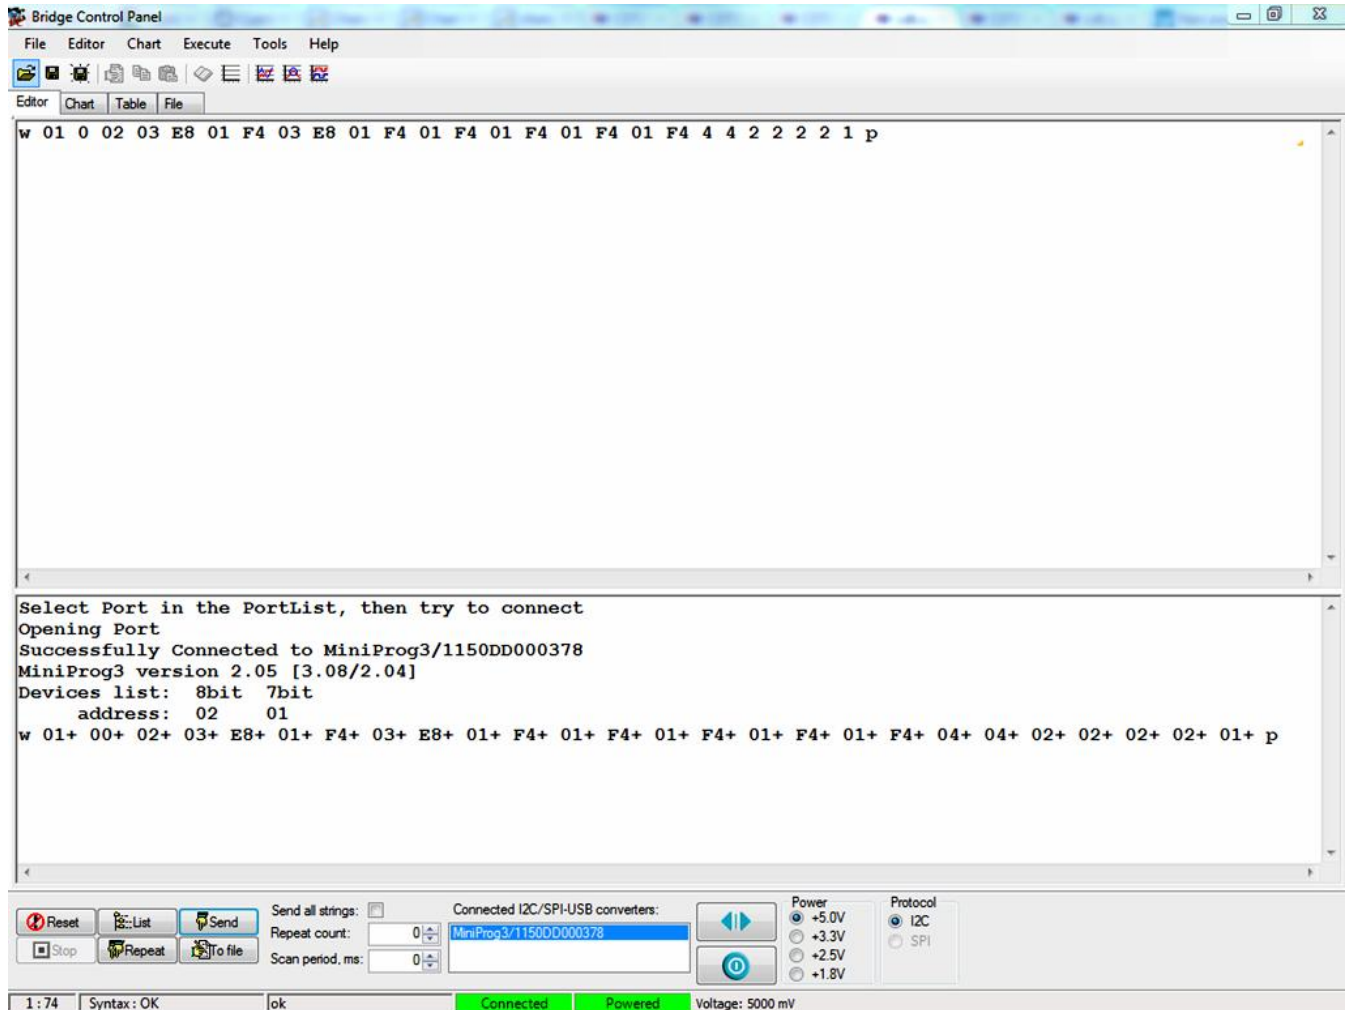 Bridge Control Panel
File Editor Chart Execute Tools Help
Editor Chart Table File
w 01 0 02 03 E8 01 F4 03 E8 01 F4 01 F4 01 F4 01 F4 01 F4 4 4 2 2 2 2 1 p
Select Port in the PortList, then try to connect
Opening Port
Successfully Connected to MiniProg3/1150DD000378
MiniProg3 version 2.05 [3.08/2.04]
Devices list: 8bit 7bit
address: 02 01
w 01+ 00+ 02+ 03+ E8+ 01+ F4+ 03+ E8+ 01+ F4+ 01+ F4+ 01+ F4+ 01+ F4+ 01+ F4+ 04+ 04+ 02+ 02+ 02+ 02+ 01+ p
Reset List Send
Stop Repeat To file
Send all strings:
Repeat count: 0
Scan period, ms: 0
Connected I2C/SPI-USB converters:
MiniProg3/1150DD000378
Power
+5.0V
+3.3V
+2.5V
+1.8V
Protocol
I2C
SPI
1 : 74 Syntax : OK ok Connected Powered Voltage: 5000 mV